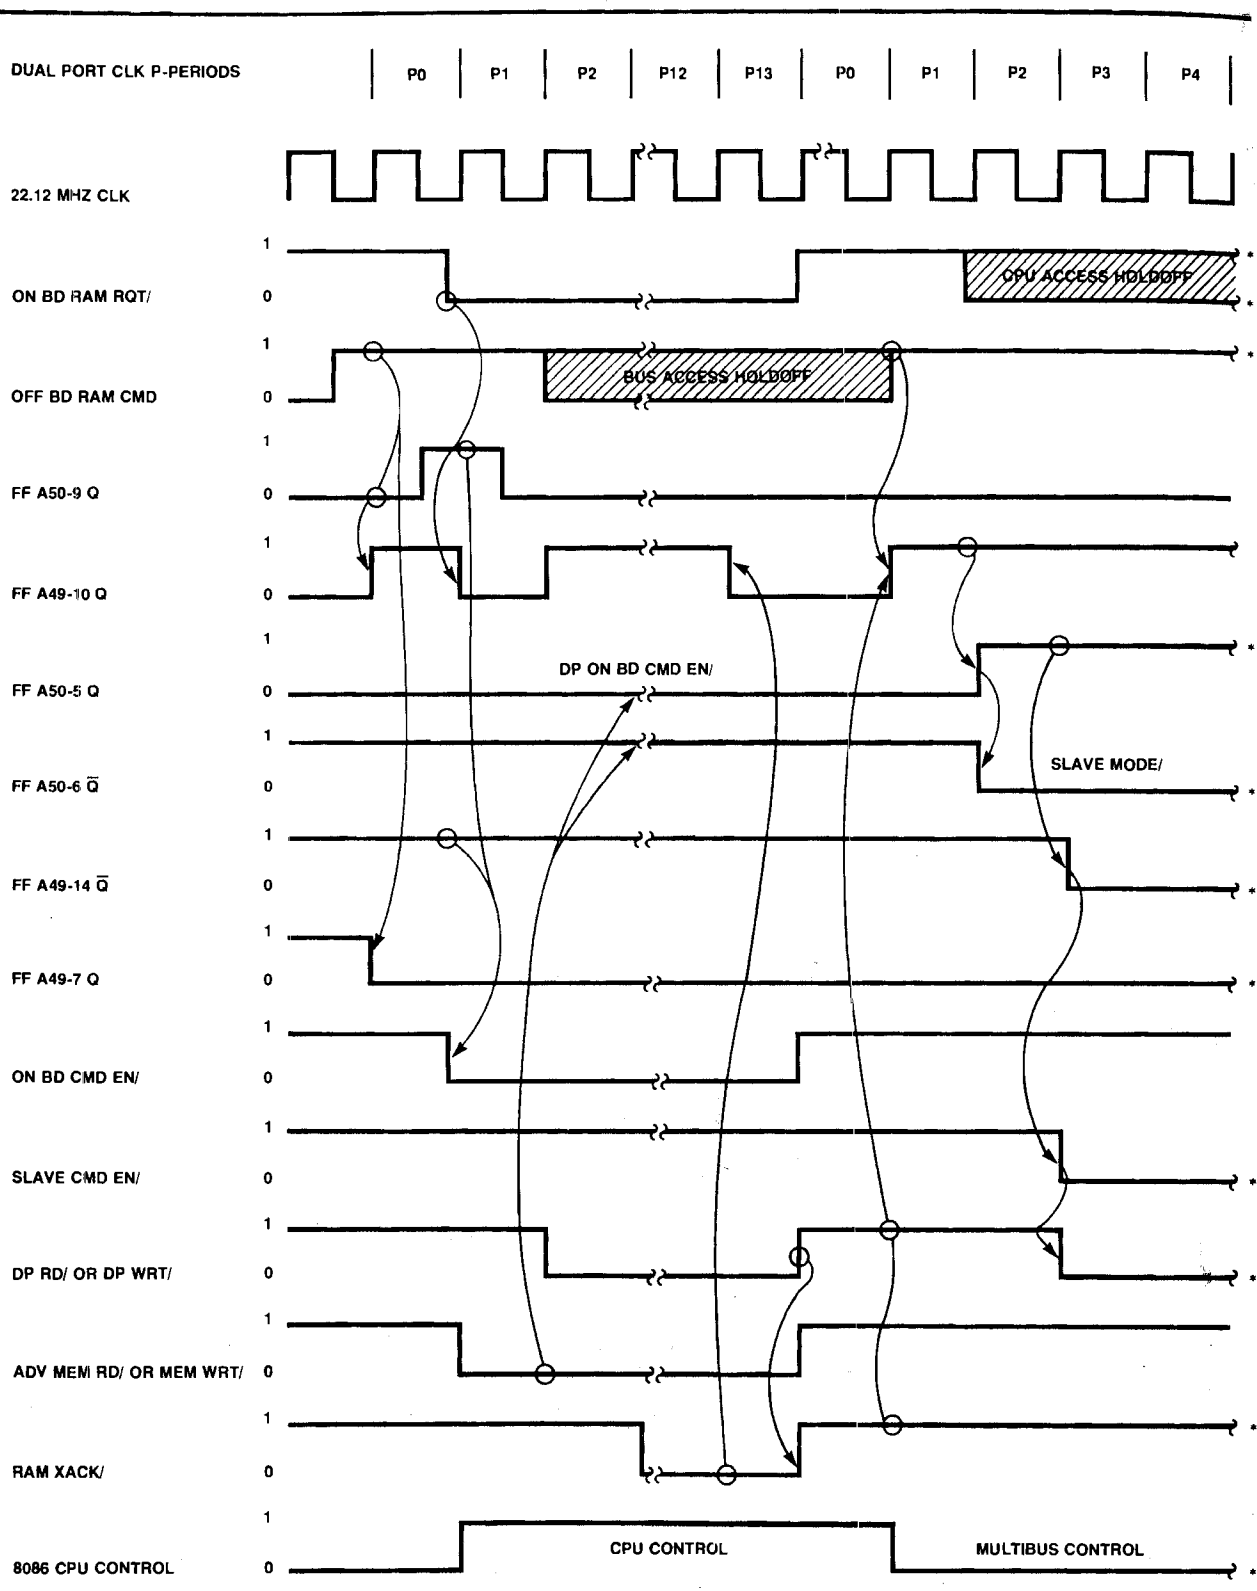 DUAL PORT CLK P-PERIODS P0 P1 P2 P12 P13 P0 P1 P2 P3 P4
22.12 MHZ CLK
1
ON BD RAM RQT/ 0 CPU ACCESS HOLDOFF *
*
1 *
OFF BD RAM CMD 0 BUS ACCESS HOLDOFF
1
FF A50-9 Q 0
1
FF A49-10 Q 0
1 *
DP ON BD CMD EN/
FF A50-5 Q 0
1
SLAVE MODE/
FF A50-6 Q̅ 0 *
1
FF A49-14 Q̅ 0 *
1
FF A49-7 Q 0 *
1
ON BD CMD EN/ 0
1
SLAVE CMD EN/ 0 *
1
DP RD/ OR DP WRT/ 0 *
1
ADV MEM RD/ OR MEM WRT/ 0
1 *
RAM XACK/ 0
1
CPU CONTROL MULTIBUS CONTROL
8086 CPU CONTROL 0 *